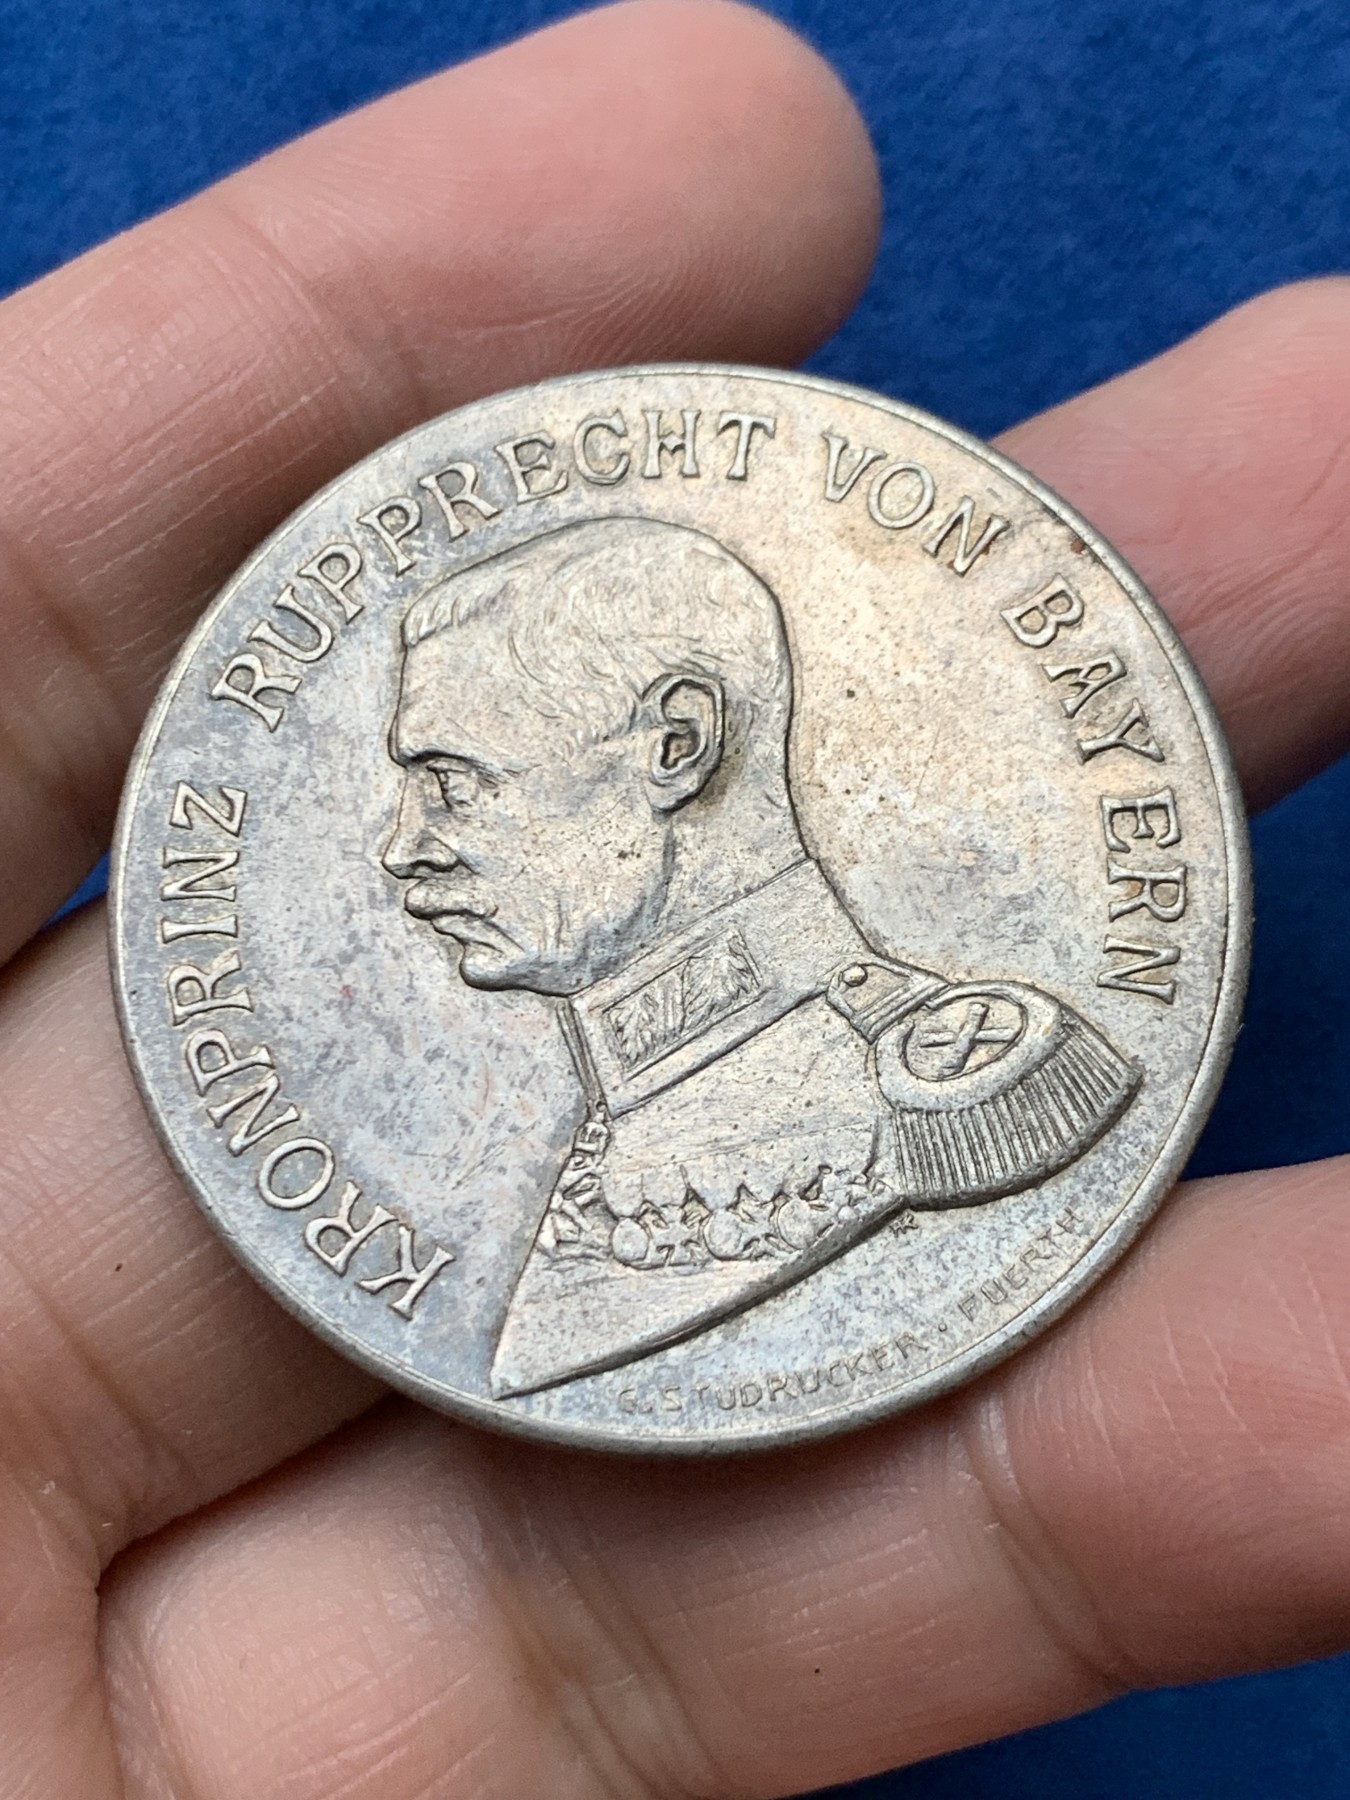 KRONPRINZ RUPPRECHT VON BAYERN
G. STUDRUCKER · FUERTH